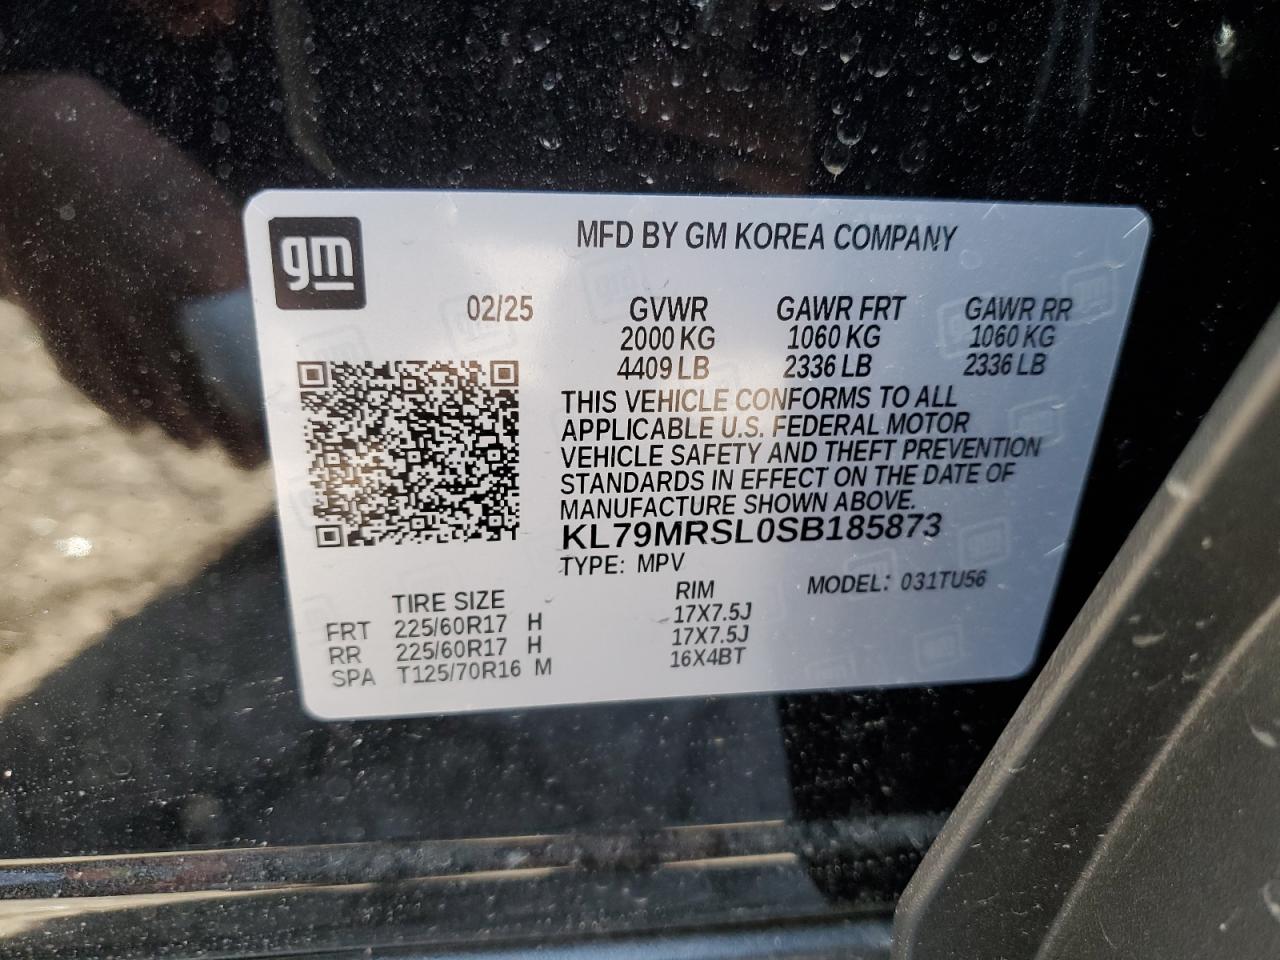 gm
MFD BY GM KOREA COMPANY
02/25 GVWR GAWR FRT GAWR RR
2000 KG 1060 KG 1060 KG
4409 LB 2336 LB 2336 LB
THIS VEHICLE CONFORMS TO ALL
APPLICABLE U.S. FEDERAL MOTOR
VEHICLE SAFETY AND THEFT PREVENTION
STANDARDS IN EFFECT ON THE DATE OF
MANUFACTURE SHOWN ABOVE.
KL79MRSL0SB185873
TYPE: MPV MODEL: 031TU56
TIRE SIZE RIM
FRT 225/60R17 H 17X7.5J
RR 225/60R17 H 17X7.5J
SPA T125/70R16 M 16X4BT